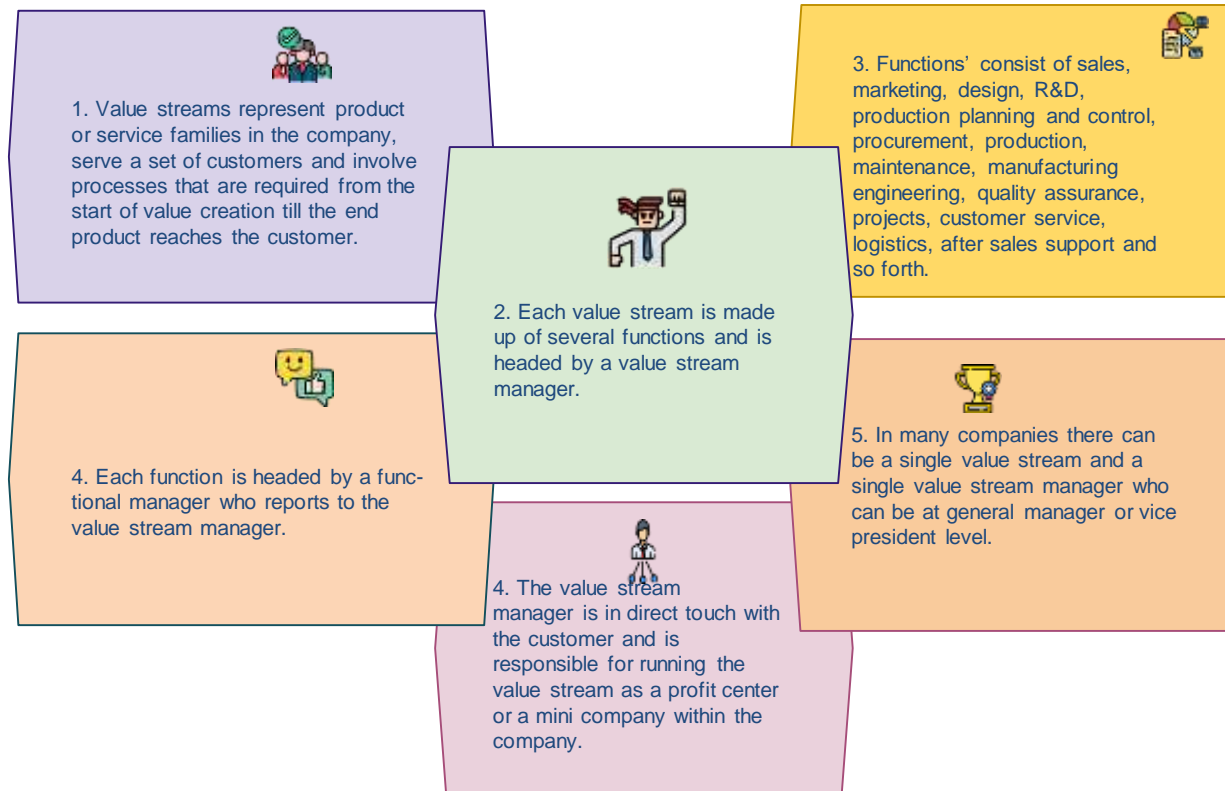 1. Value streams represent product
or service families in the company,
serve a set of customers and involve
processes that are required from the
start of value creation till the end
product reaches the customer.
2. Each value stream is made
up of several functions and is
headed by a value stream
manager.
3. Functions’ consist of sales,
marketing, design, R&D,
production planning and control,
procurement, production,
maintenance, manufacturing
engineering, quality assurance,
projects, customer service,
logistics, after sales support and
so forth.
4. Each function is headed by a func-
tional manager who reports to the
value stream manager.
4. The value stream
manager is in direct touch with
the customer and is
responsible for running the
value stream as a profit center
or a mini company within the
company.
5. In many companies there can
be a single value stream and a
single value stream manager who
can be at general manager or vice
president level.